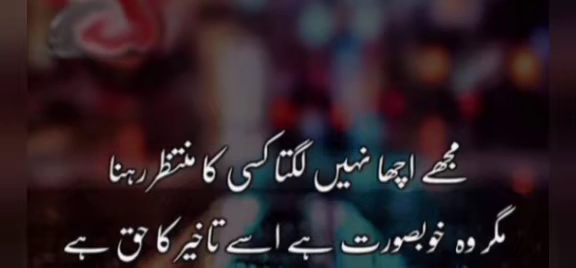 مجھے اچھا نہیں لگتا کسی کا منتظر رہنا
مگر وہ خوبصورت ہے اسے تاخیر کا حق ہے